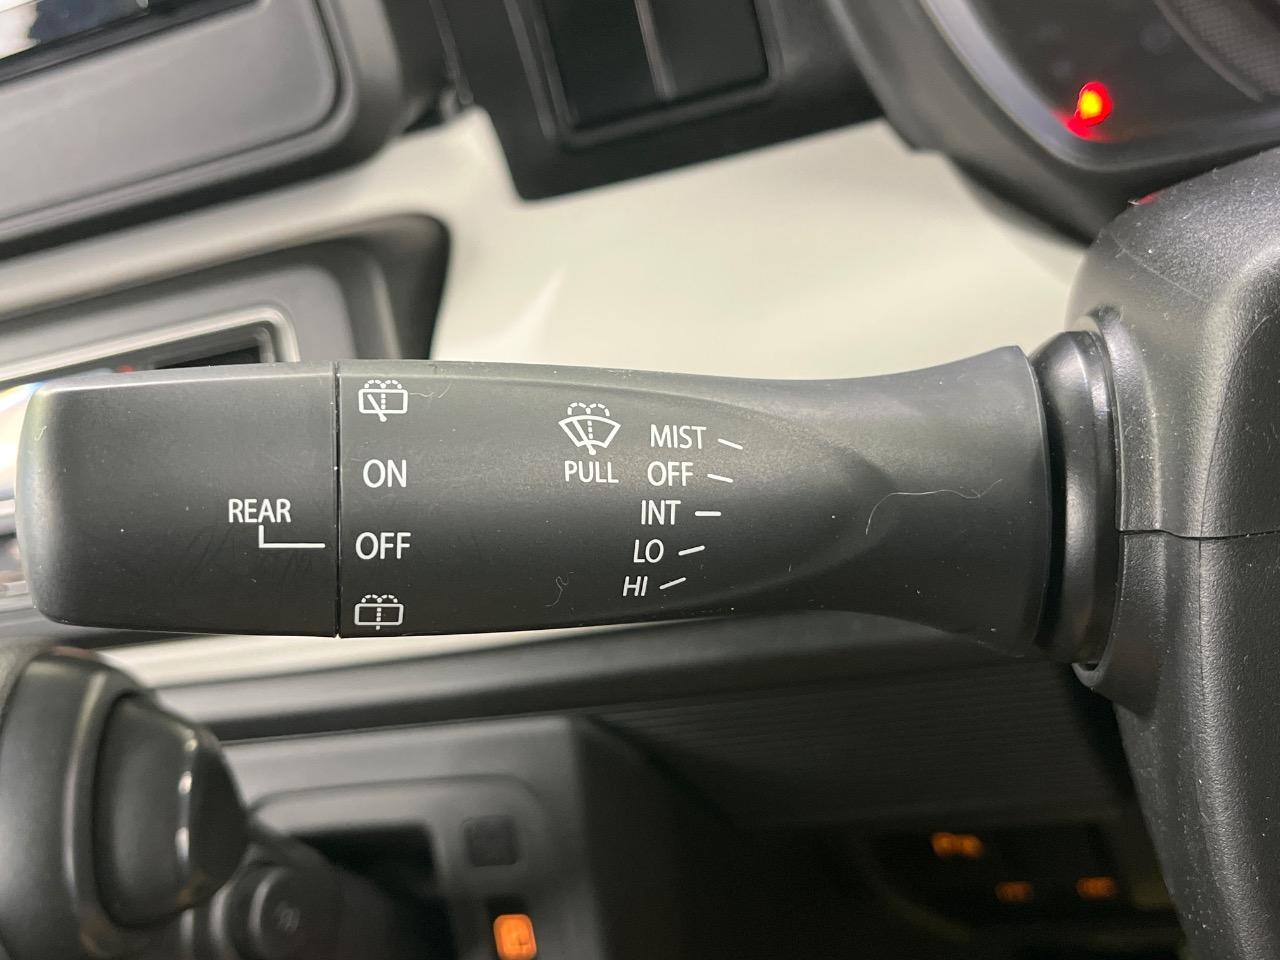 ON
REAR
OFF
PULL
MIST
OFF
INT
LO
HI